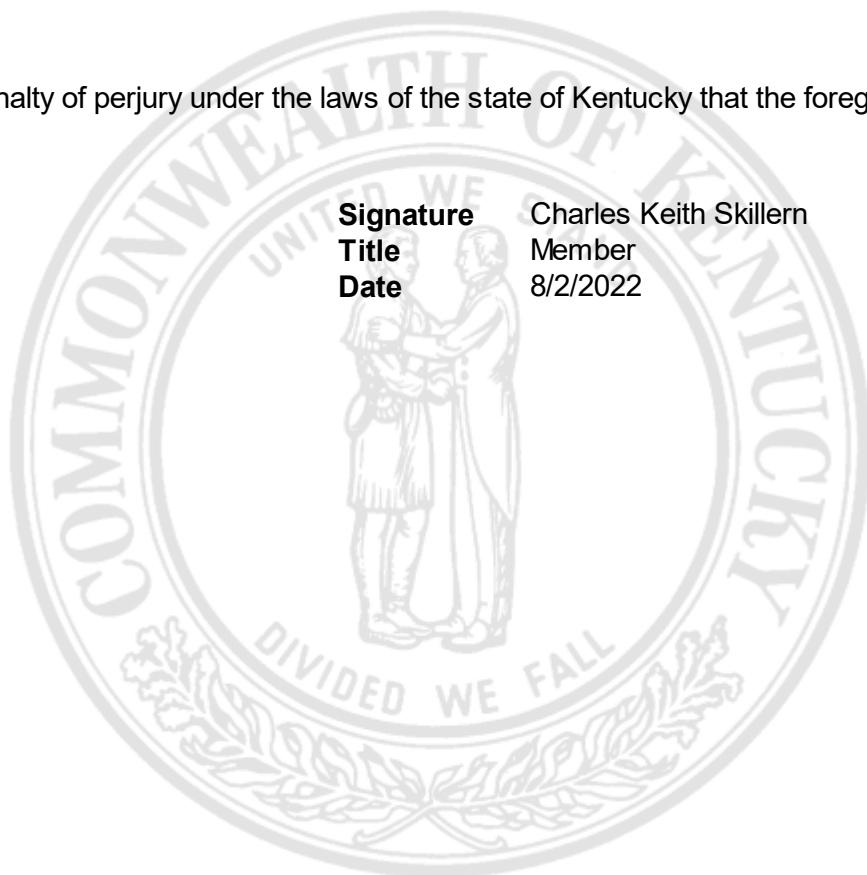 nalty of perjury under the laws of the state of Kentucky that the foreg
Signature Charles Keith Skillern
Title Member
Date 8/2/2022
COMMONWEALTH OF KENTUCKY
UNITED WE
DIVIDED WE FALL